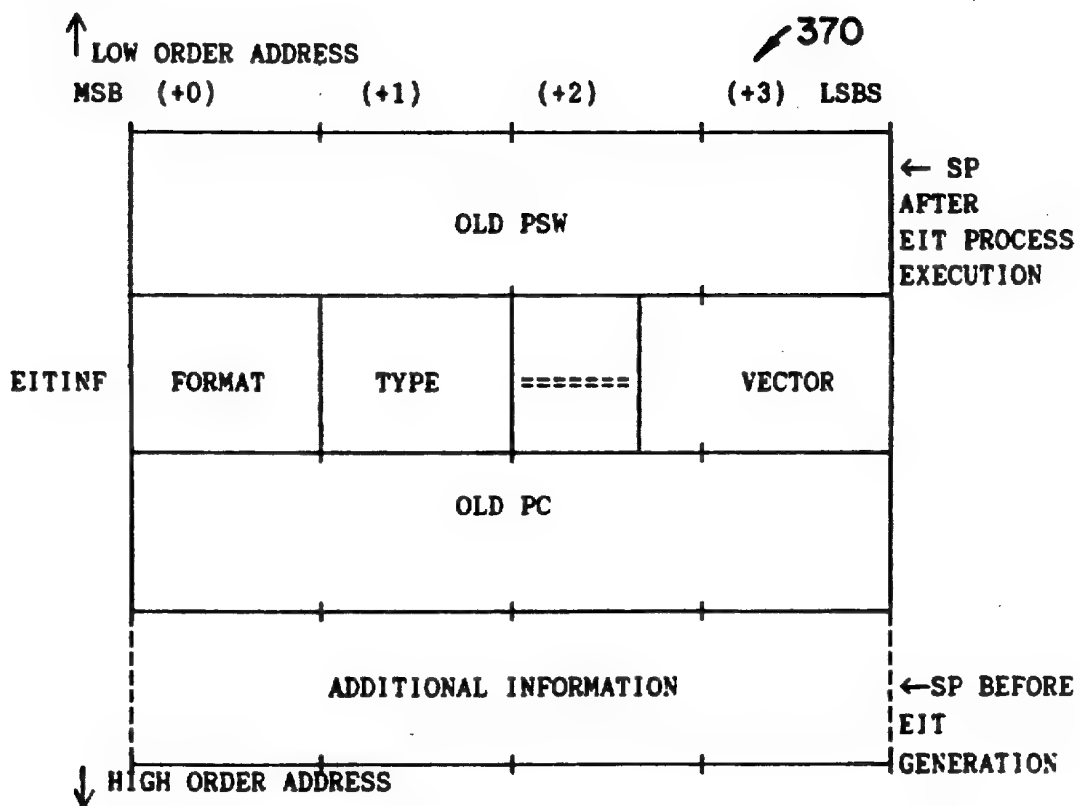 370
↑ LOW ORDER ADDRESS
MSB (+0) (+1) (+2) (+3) LSBS
OLD PSW
← SP
AFTER
EIT PROCESS
EXECUTION
EITINF FORMAT TYPE ======= VECTOR
OLD PC
ADDITIONAL INFORMATION
←SP BEFORE
EIT
GENERATION
↓ HIGH ORDER ADDRESS